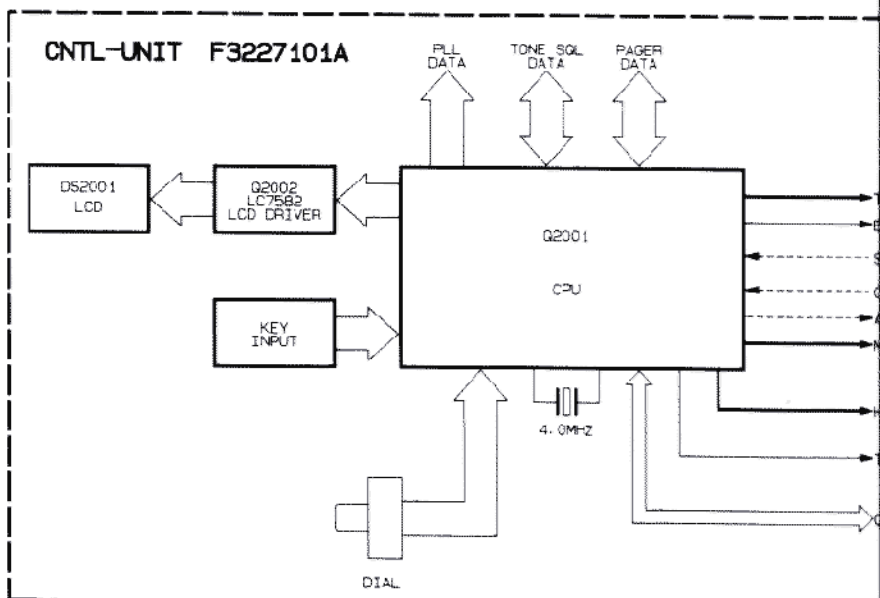 CNTL-UNIT F3227101A
PLL
DATA
TONE SQL
DATA
PAGER
DATA
DS2001
LCD
Q2002
LC7582
LCD DRIVER
Q2001
CPU
KEY
INPUT
4.0MHZ
DIAL